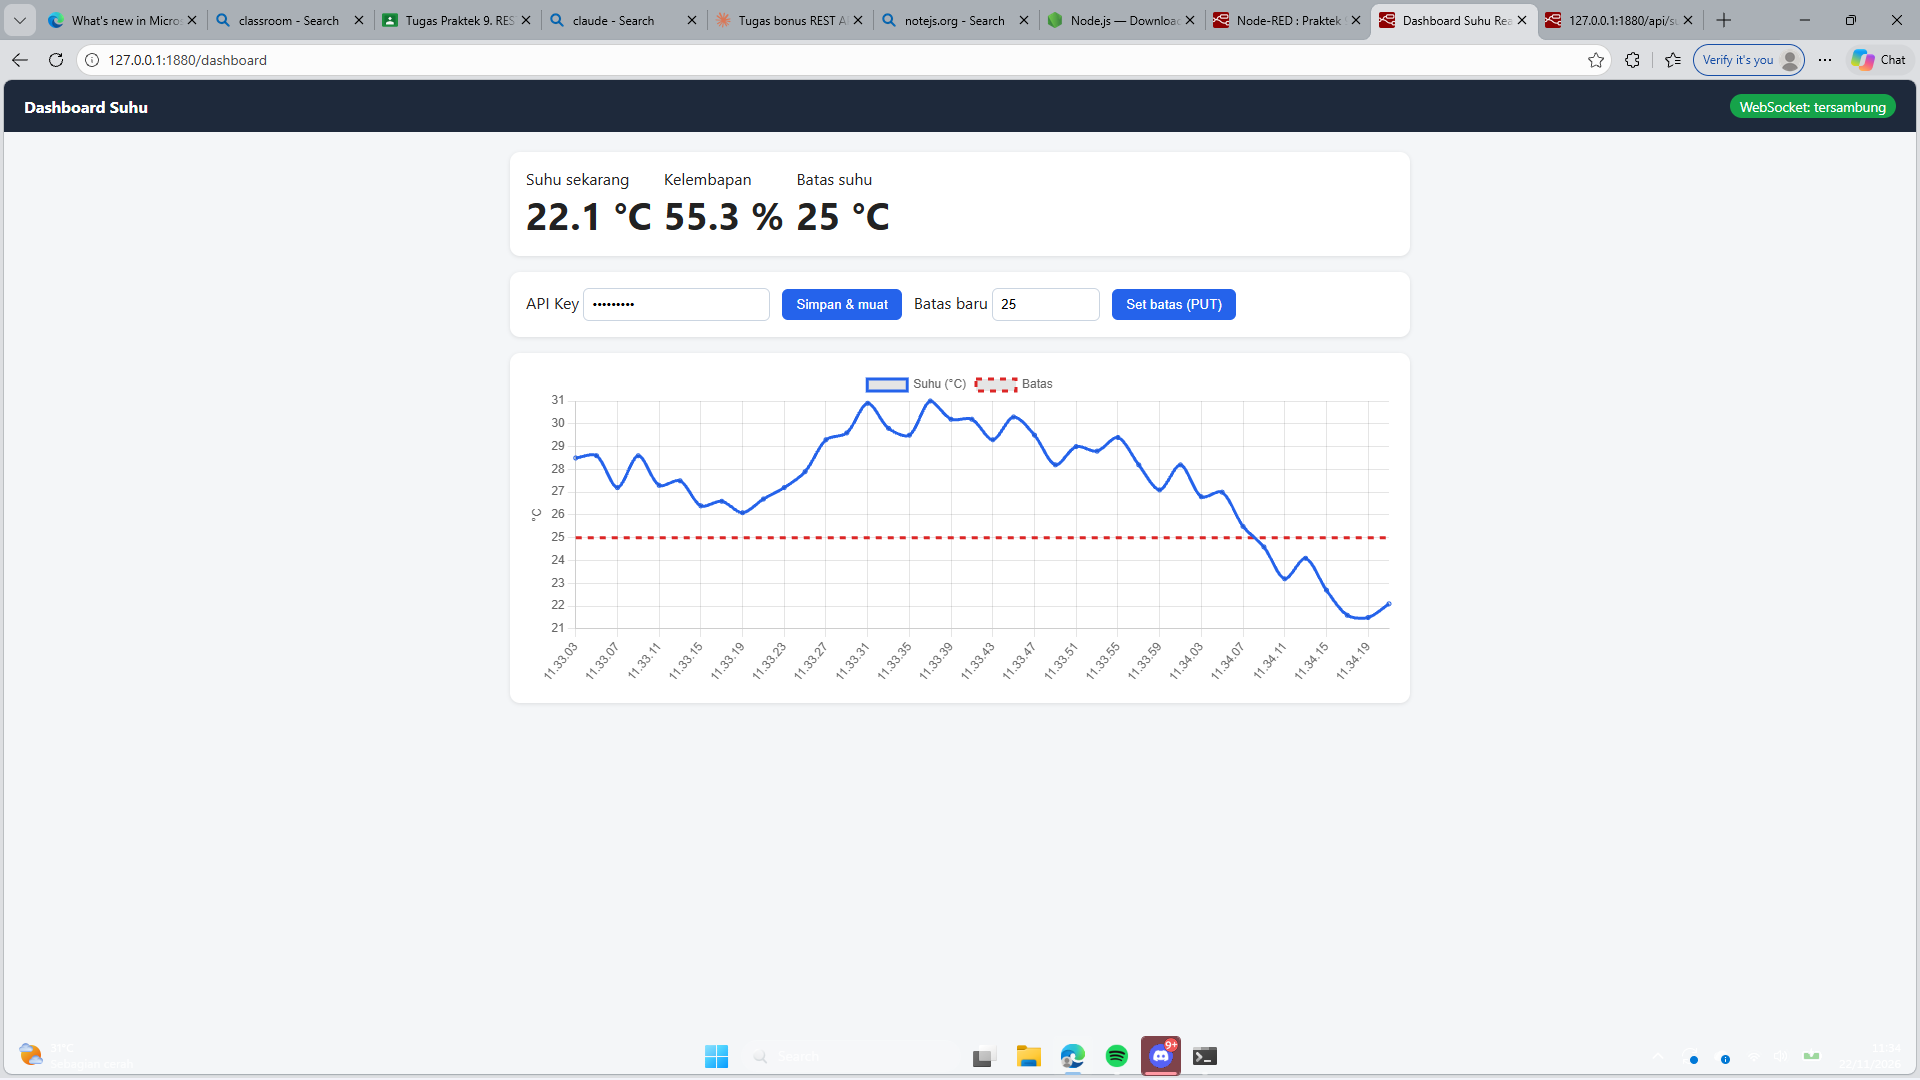 What's new in Micros
classroom - Search
Tugas Praktek 9. RES
claude - Search
Tugas bonus REST A
notejs.org - Search
Node.js — Downloa
Node-RED : Praktek
Dashboard Suhu Rea
127.0.0.1:1880/api/su
127.0.0.1:1880/dashboard
Verify it's you
Chat
Dashboard Suhu
WebSocket: tersambung
Suhu sekarang Kelembapan Batas suhu
22.1 °C 55.3 % 25 °C
API Key ••••••••• Simpan & muat Batas baru 25 Set batas (PUT)
Suhu (°C) Batas
°C
31
30
29
28
27
26
25
24
23
22
21
11.33.03 11.33.07 11.33.11 11.33.15 11.33.19 11.33.23 11.33.27 11.33.31 11.33.35 11.33.39 11.33.43 11.33.47 11.33.51 11.33.55 11.33.59 11.34.03 11.34.07 11.34.11 11.34.15 11.34.19
31°C
Search
9+